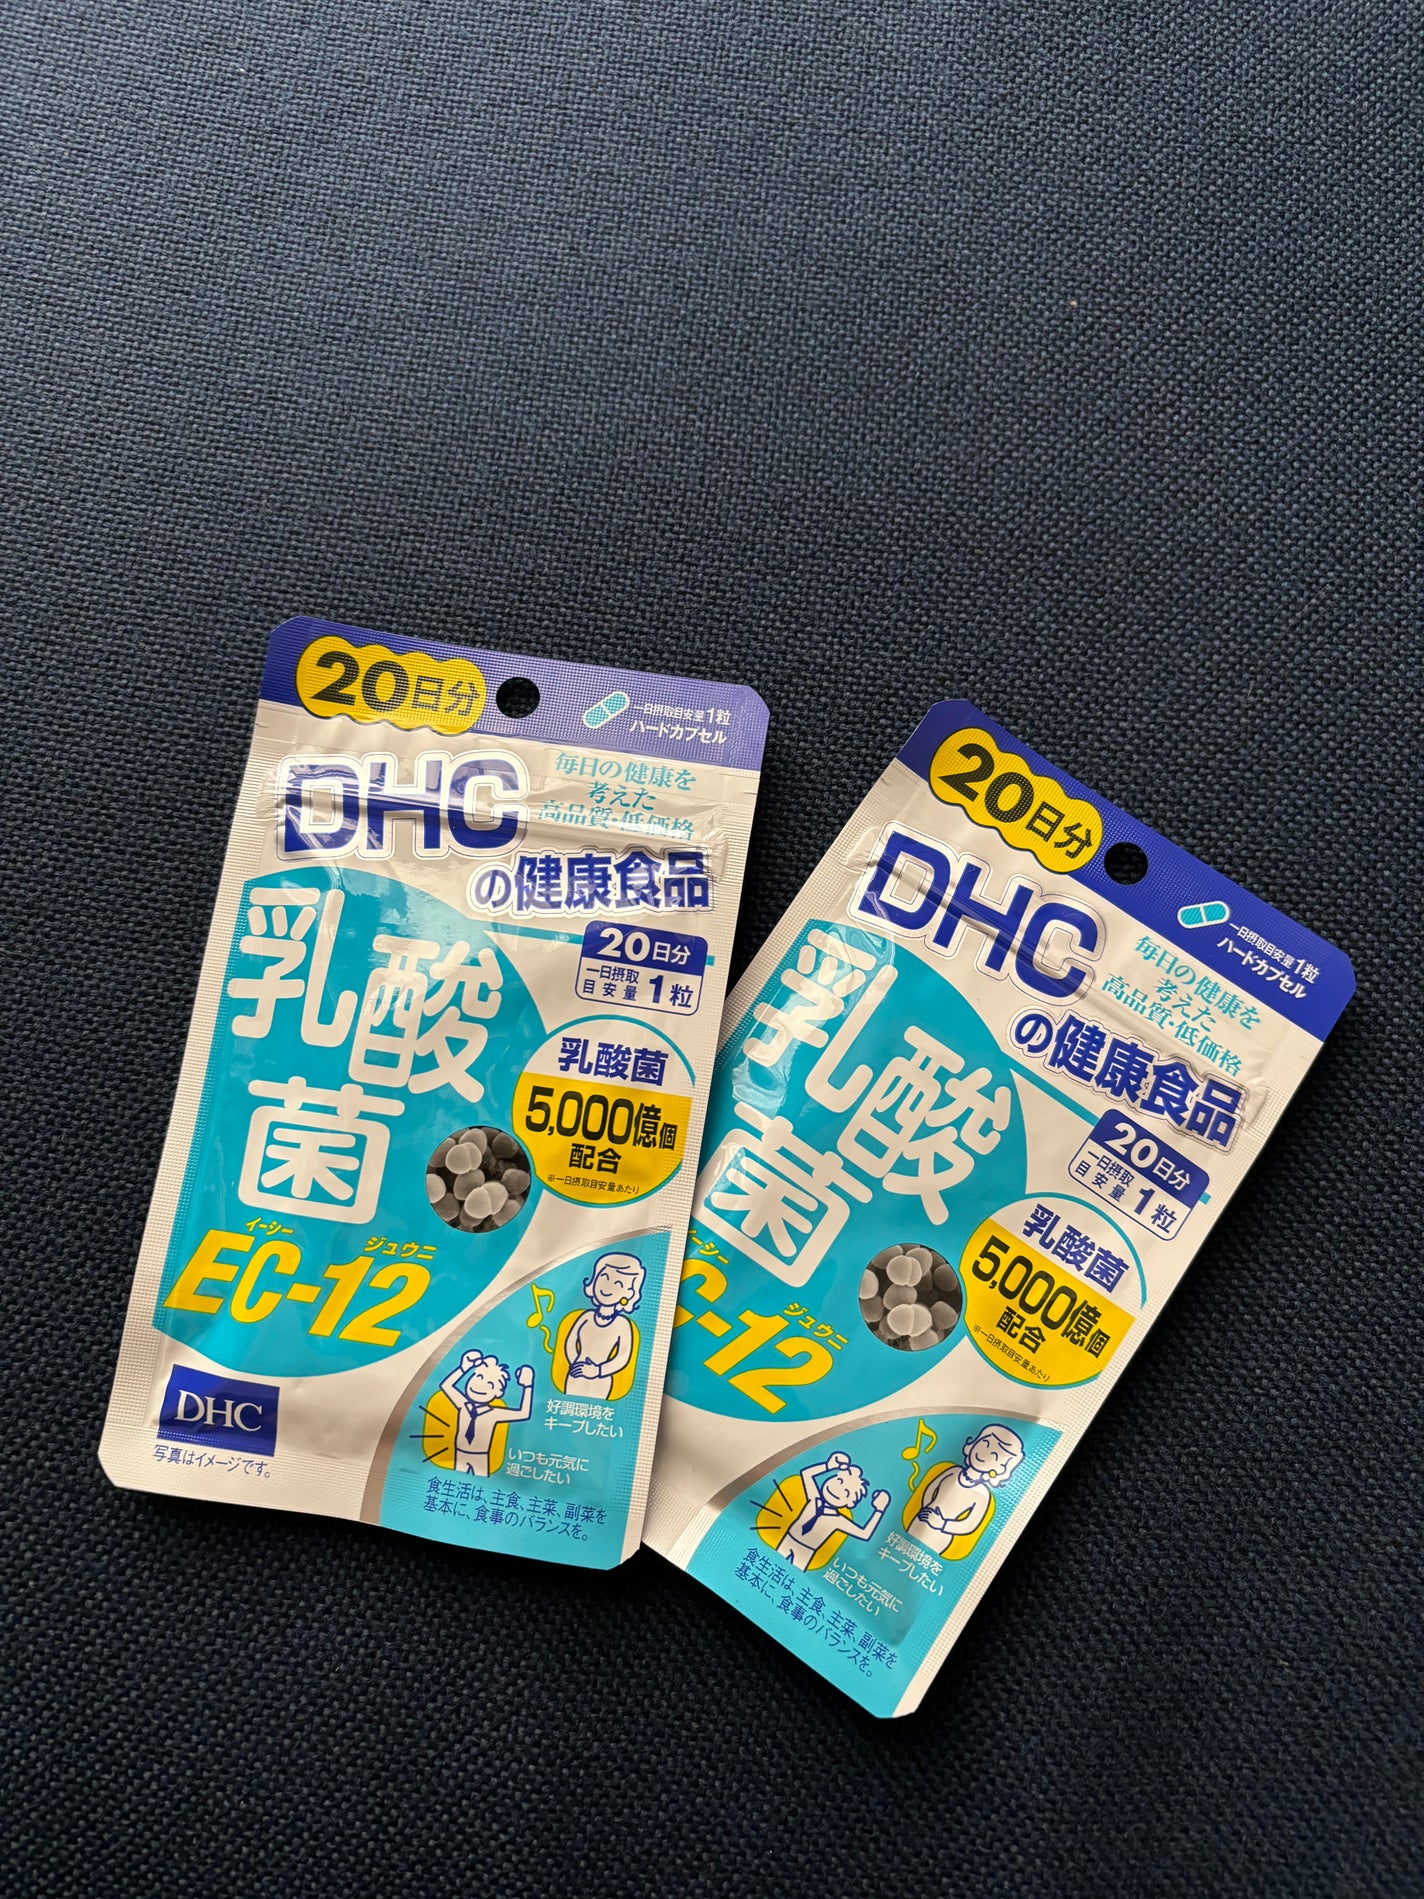 20日分
一日摂取目安量1粒
ハードカプセル
DHC
毎日の健康を
考えた
高品質・低価格
の健康食品
20日分
一日摂取
目安量
1粒
乳酸菌
乳酸菌
5,000億個
配合
※一日摂取目安量あたり
イーシー ジュウニ
EC-12
DHC
写真はイメージです。
好調環境を
キープしたい
いつも元気に
過ごしたい
食生活は、主食、主菜、副菜を
基本に、食事のバランスを。
20日分
一日摂取目安量1粒
ハードカプセル
DHC
毎日の健康を
考えた
高品質・低価格
の健康食品
20日分
一日摂取
目安量
1粒
乳酸菌
乳酸菌
5,000億個
配合
※一日摂取目安量あたり
ーシー ジュウニ
C-12
好調環境を
キープしたい
いつも元気に
過ごしたい
食生活は、主食、主菜、副菜を
基本に、食事のバランスを。